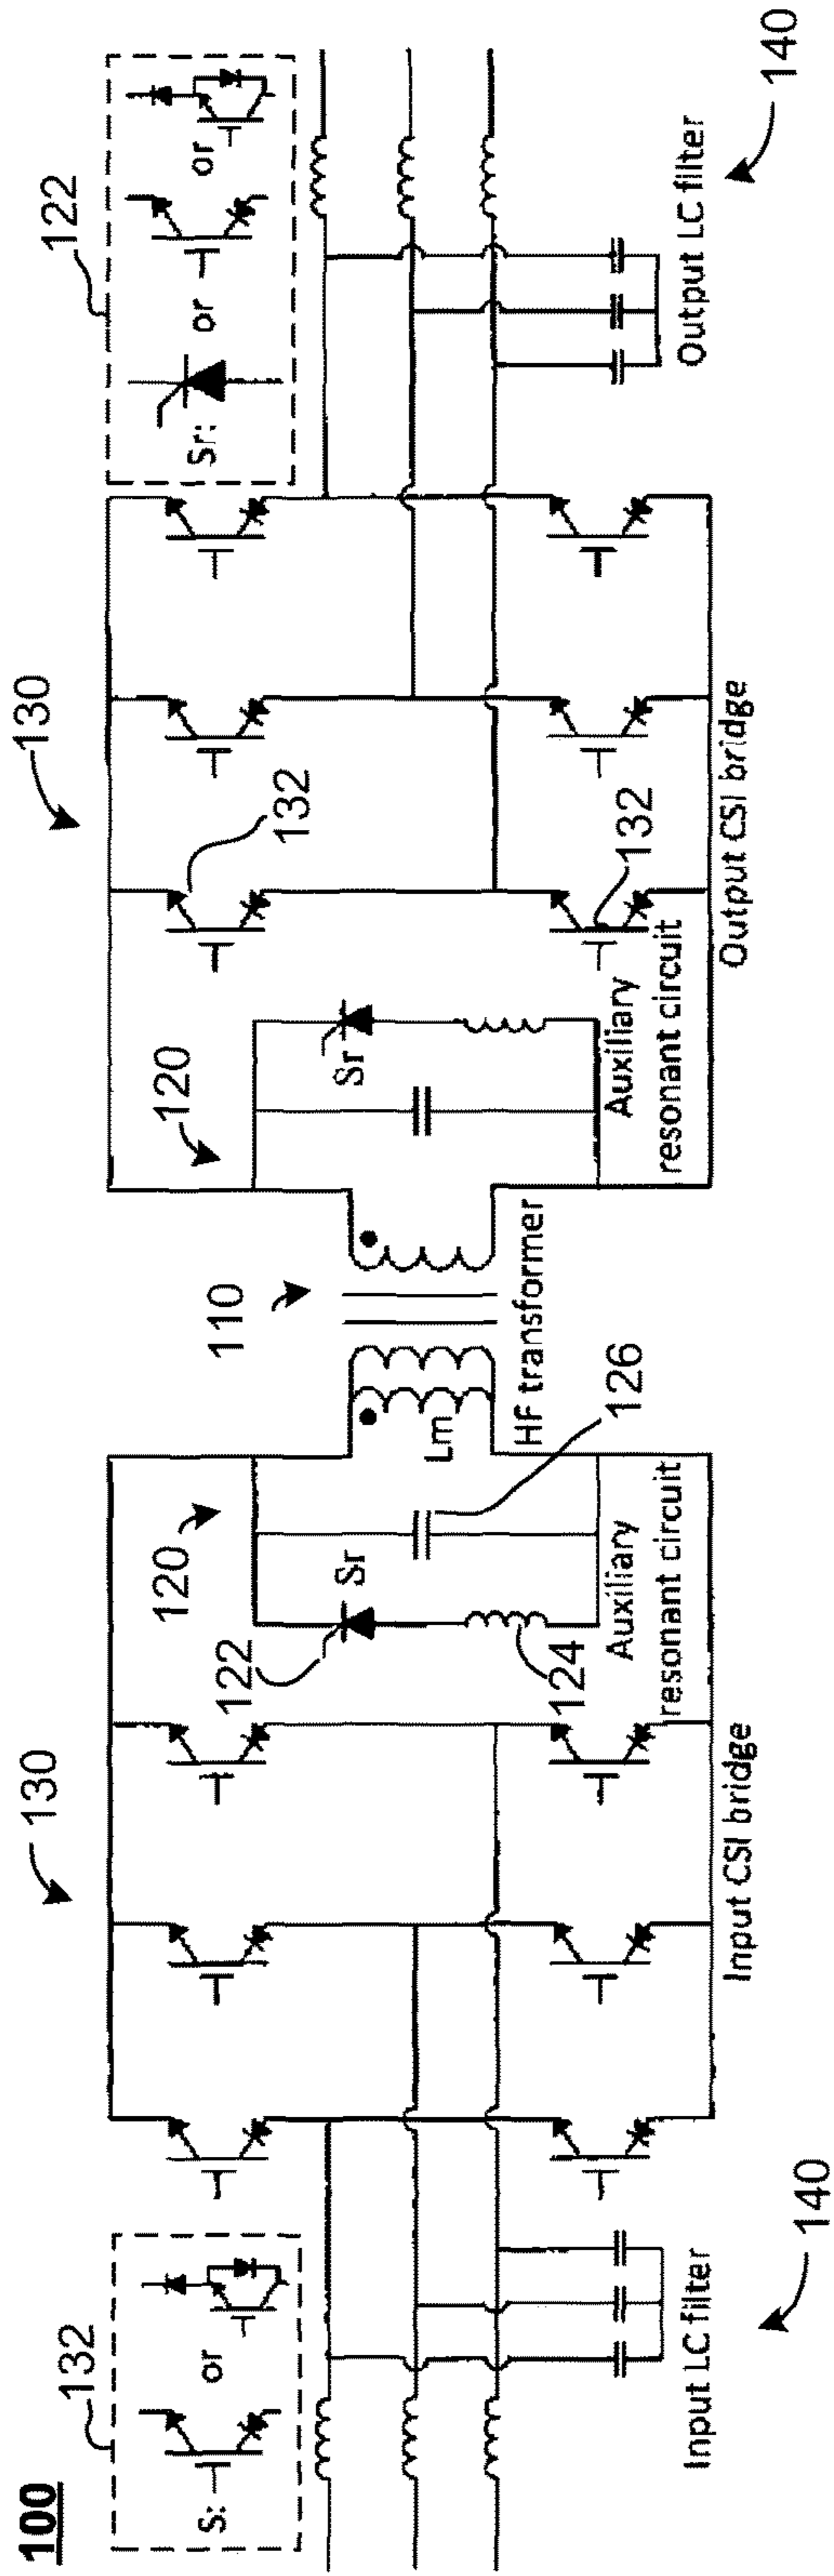 100
132
S:
or
130
130
122
Sr:
or
or
120
120
110
132
132
122
Sr
Lm
Sr
124
126
Input LC filter
140
Input CSI bridge
Auxiliary
resonant circuit
HF transformer
Auxiliary
resonant circuit
Output CSI bridge
Output LC filter
140